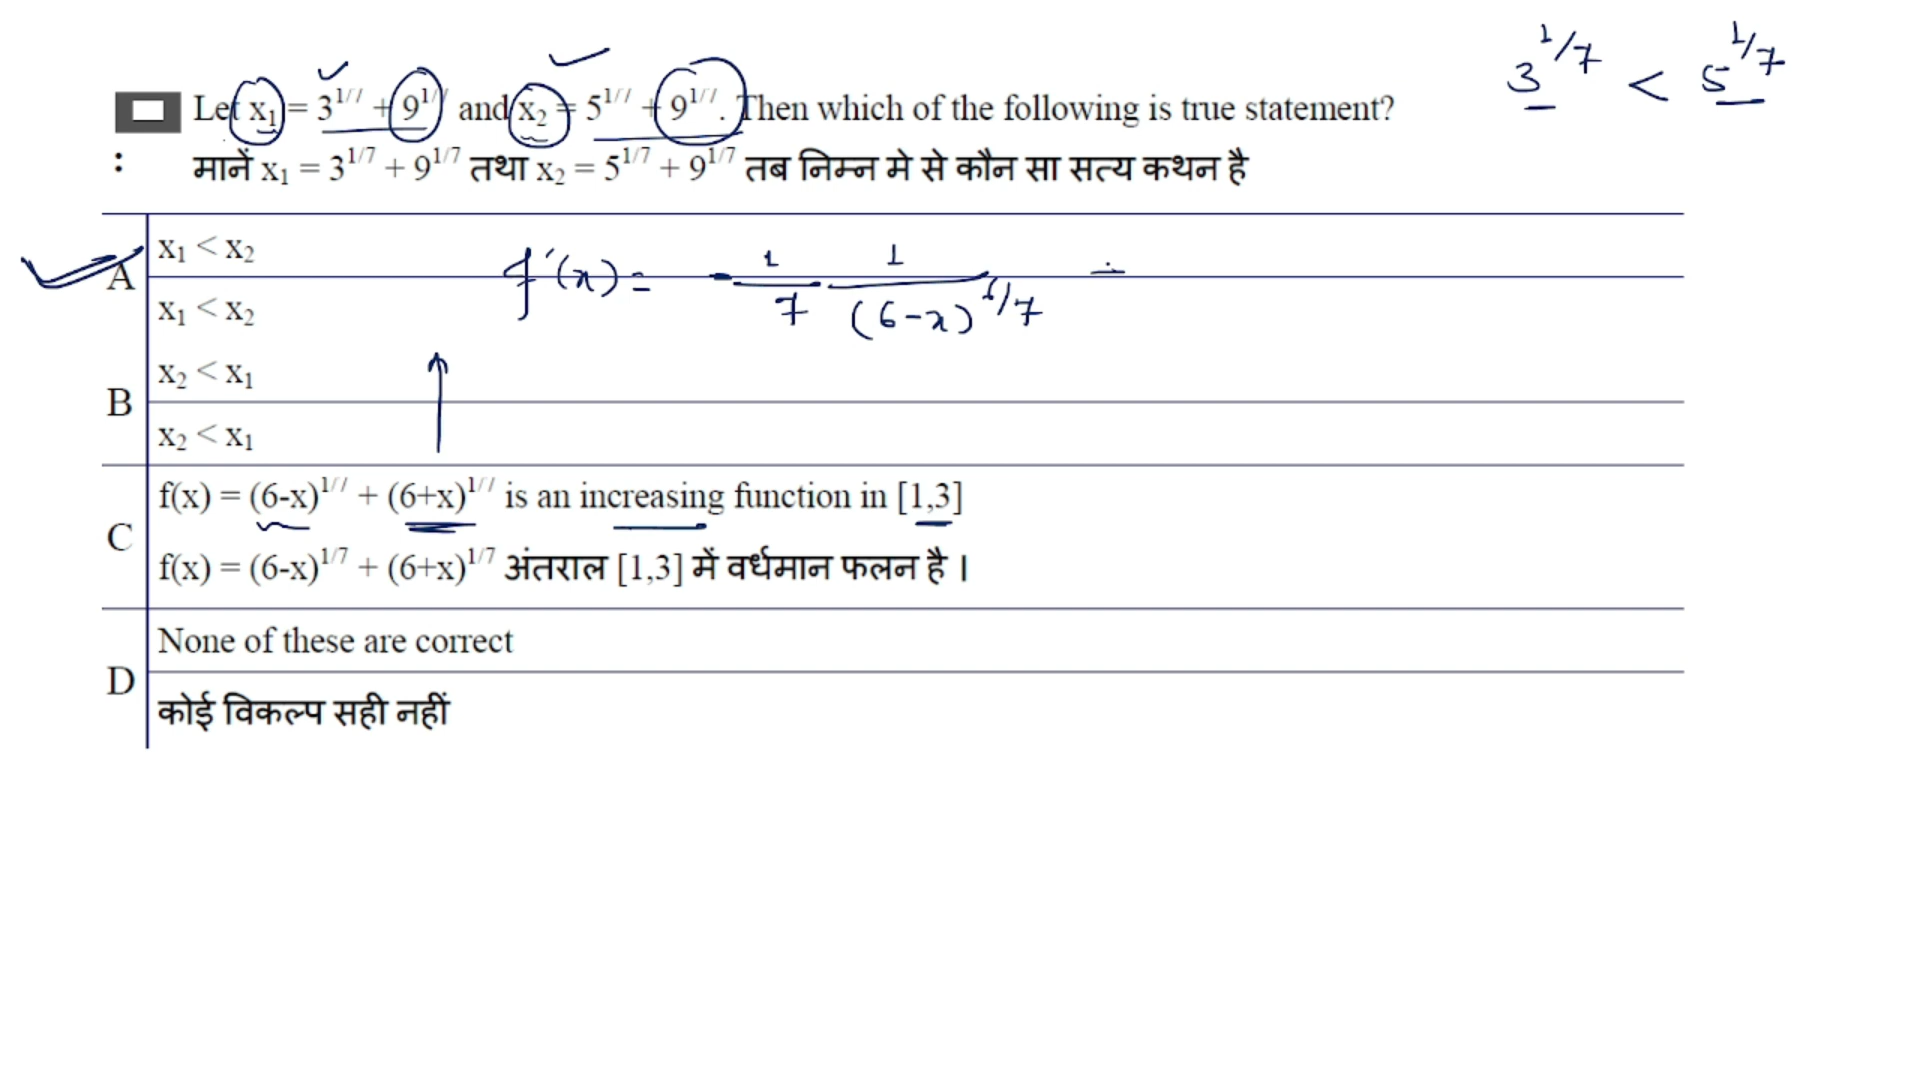 3^1/7 < 5^1/7
Let x₁ = 3^1/7 + 9^1/7 and x₂ = 5^1/7 + 9^1/7. Then which of the following is true statement?
: मानें x₁ = 3^1/7 + 9^1/7 तथा x₂ = 5^1/7 + 9^1/7 तब निम्न मे से कौन सा सत्य कथन है
A
x₁ < x₂
f'(x) = - 1/7 1/(6-x)^6/7
x₁ < x₂
B
x₂ < x₁
x₂ < x₁
C
f(x) = (6-x)^1/7 + (6+x)^1/7 is an increasing function in [1,3]
f(x) = (6-x)^1/7 + (6+x)^1/7 अंतराल [1,3] में वर्धमान फलन है ।
D
None of these are correct
कोई विकल्प सही नहीं